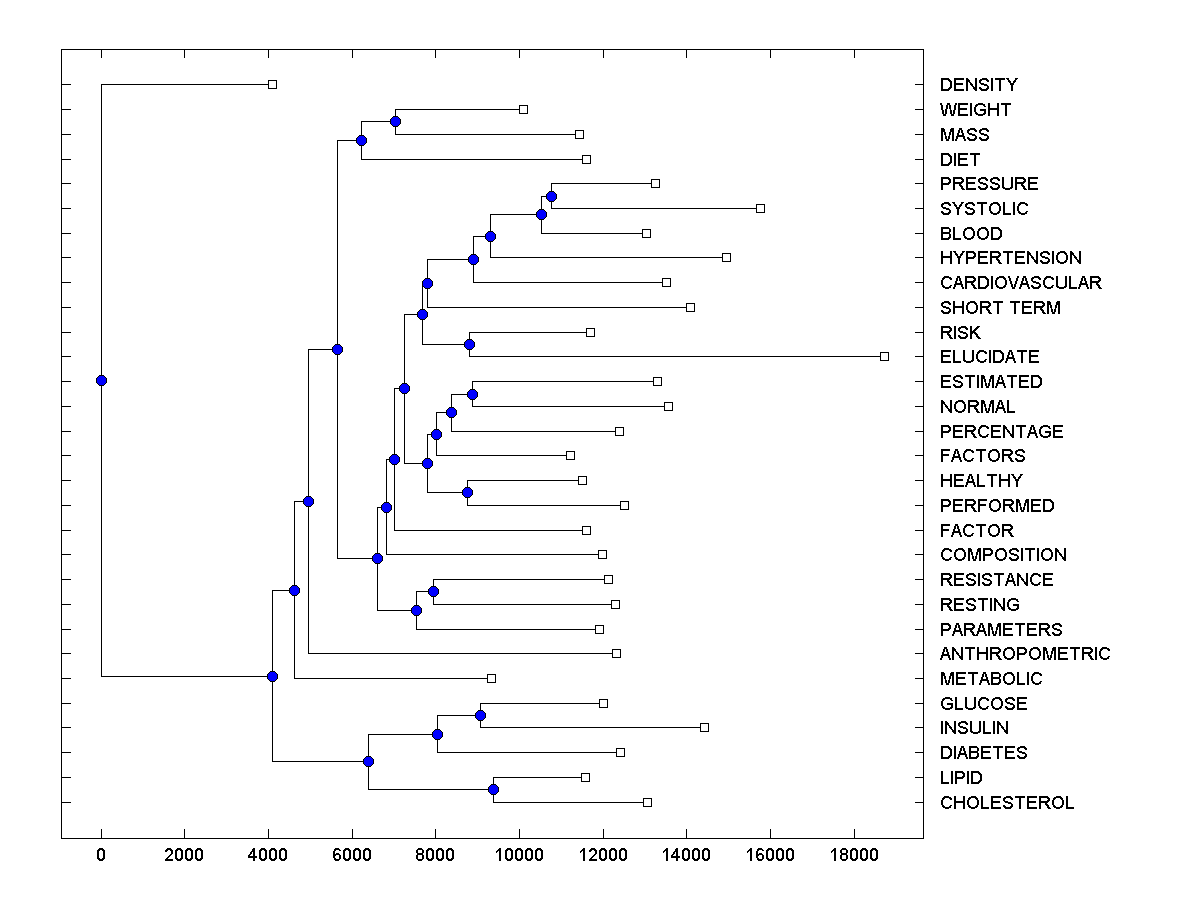 DENSITY
WEIGHT
MASS
DIET
PRESSURE
SYSTOLIC
BLOOD
HYPERTENSION
CARDIOVASCULAR
SHORT TERM
RISK
ELUCIDATE
ESTIMATED
NORMAL
PERCENTAGE
FACTORS
HEALTHY
PERFORMED
FACTOR
COMPOSITION
RESISTANCE
RESTING
PARAMETERS
ANTHROPOMETRIC
METABOLIC
GLUCOSE
INSULIN
DIABETES
LIPID
CHOLESTEROL
0 2000 4000 6000 8000 10000 12000 14000 16000 18000